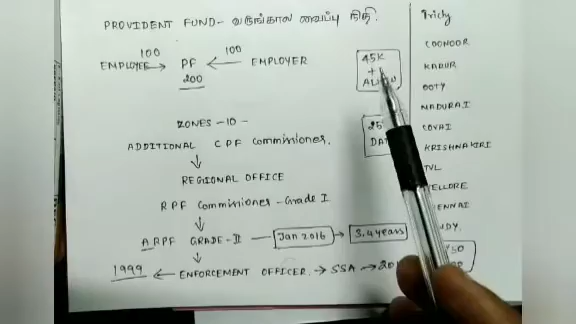 PROVIDENT FUND - வருங்கால வைப்பு நிதி.
100 100
EMPLOYEE → PF ← EMPLOYER
200
45K
+
ZONES - 10 -
ADDITIONAL CPF Commissioner.
REGIONAL OFFICE
RPF Commissioner - Grade I
ARPF GRADE - II — Jan 2016 → 3.4 years
1999 ← ENFORCEMENT OFFICER → SSA →
Trichy
COONOOR
KARUR
OOTY
MADURAI
COVAI
KRISHNAKIRI
TVL
VELLORE